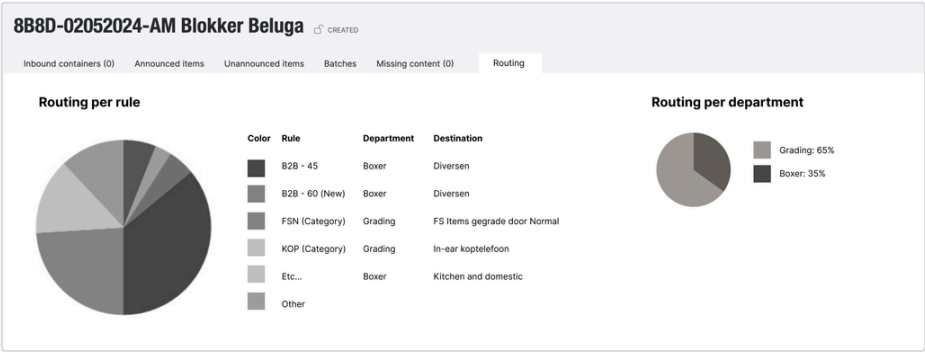 8B8D-02052024-AM Blokker Beluga CREATED
Inbound containers (0) Announced items Unannounced items Batches Missing content (0) Routing
Routing per rule
Color Rule Department Destination
B2B - 45 Boxer Diversen
B2B - 60 (New) Boxer Diversen
FSN (Category) Grading FS Items gegrade door Normal
KOP (Category) Grading In-ear koptelefoon
Etc... Boxer Kitchen and domestic
Other
Routing per department
Grading: 65%
Boxer: 35%